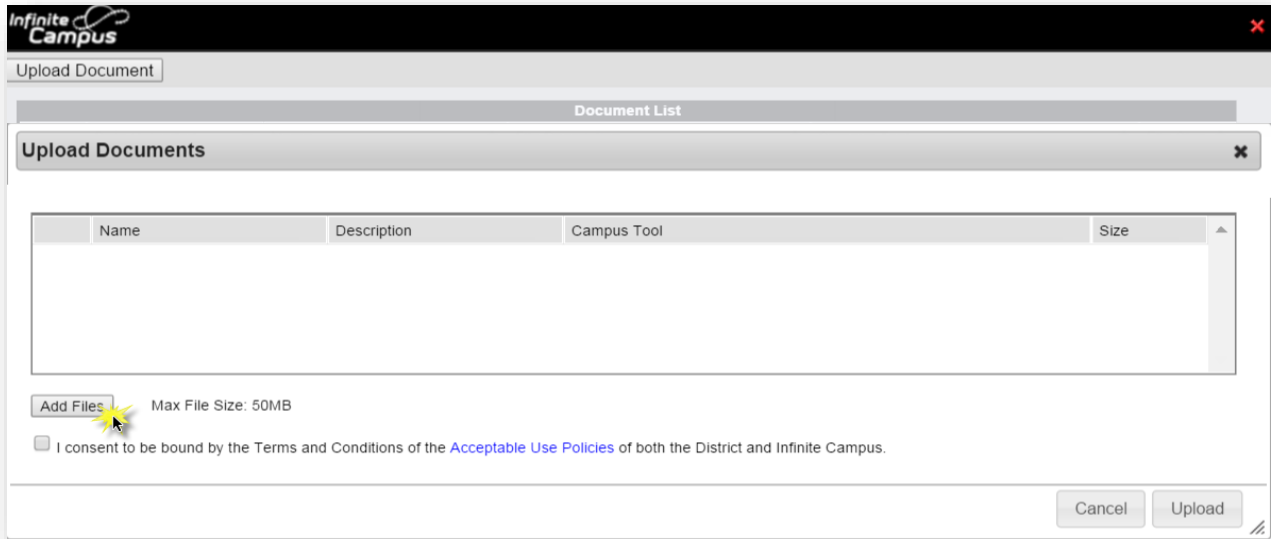 Infinite
Campus
Upload Document
Document List
Upload Documents
Name Description Campus Tool Size
Add Files Max File Size: 50MB
I consent to be bound by the Terms and Conditions of the Acceptable Use Policies of both the District and Infinite Campus.
Cancel Upload